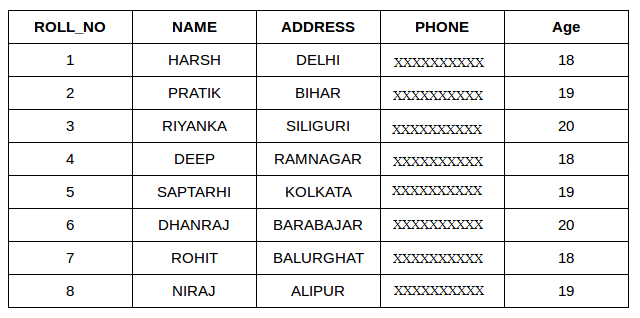 ROLL_NO NAME ADDRESS PHONE Age
1 HARSH DELHI XXXXXXXXXX 18
2 PRATIK BIHAR XXXXXXXXXX 19
3 RIYANKA SILIGURI XXXXXXXXXX 20
4 DEEP RAMNAGAR XXXXXXXXXX 18
5 SAPTARHI KOLKATA XXXXXXXXXX 19
6 DHANRAJ BARABAJAR XXXXXXXXXX 20
7 ROHIT BALURGHAT XXXXXXXXXX 18
8 NIRAJ ALIPUR XXXXXXXXXX 19